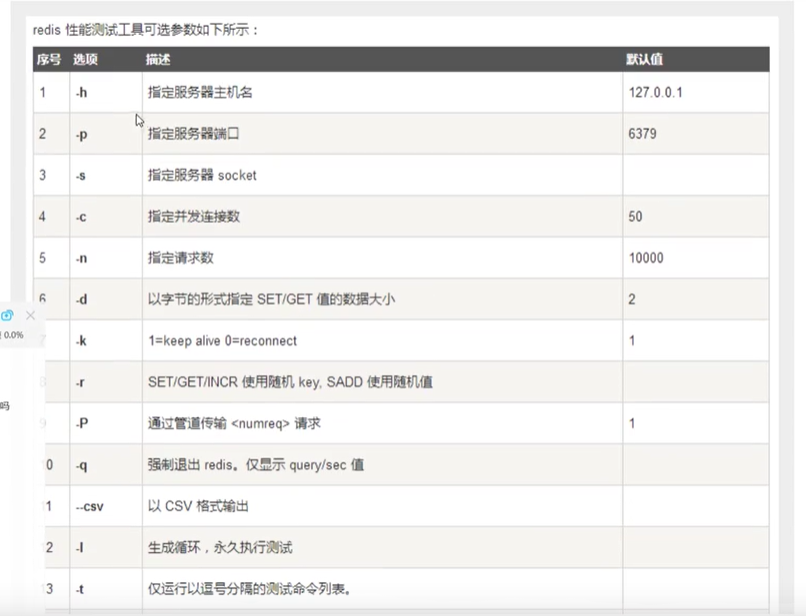 redis 性能测试工具可选参数如下所示：
序号 选项 描述 默认值
1 -h 指定服务器主机名 127.0.0.1
2 -p 指定服务器端口 6379
3 -s 指定服务器 socket
4 -c 指定并发连接数 50
5 -n 指定请求数 10000
6 -d 以字节的形式指定 SET/GET 值的数据大小 2
0.0%
7 -k 1=keep alive 0=reconnect 1
8 -r SET/GET/INCR 使用随机 key, SADD 使用随机值
吗
9 -P 通过管道传输 <numreq> 请求 1
0 -q 强制退出 redis。仅显示 query/sec 值
1 --csv 以 CSV 格式输出
2 -l 生成循环，永久执行测试
3 -t 仅运行以逗号分隔的测试命令列表。